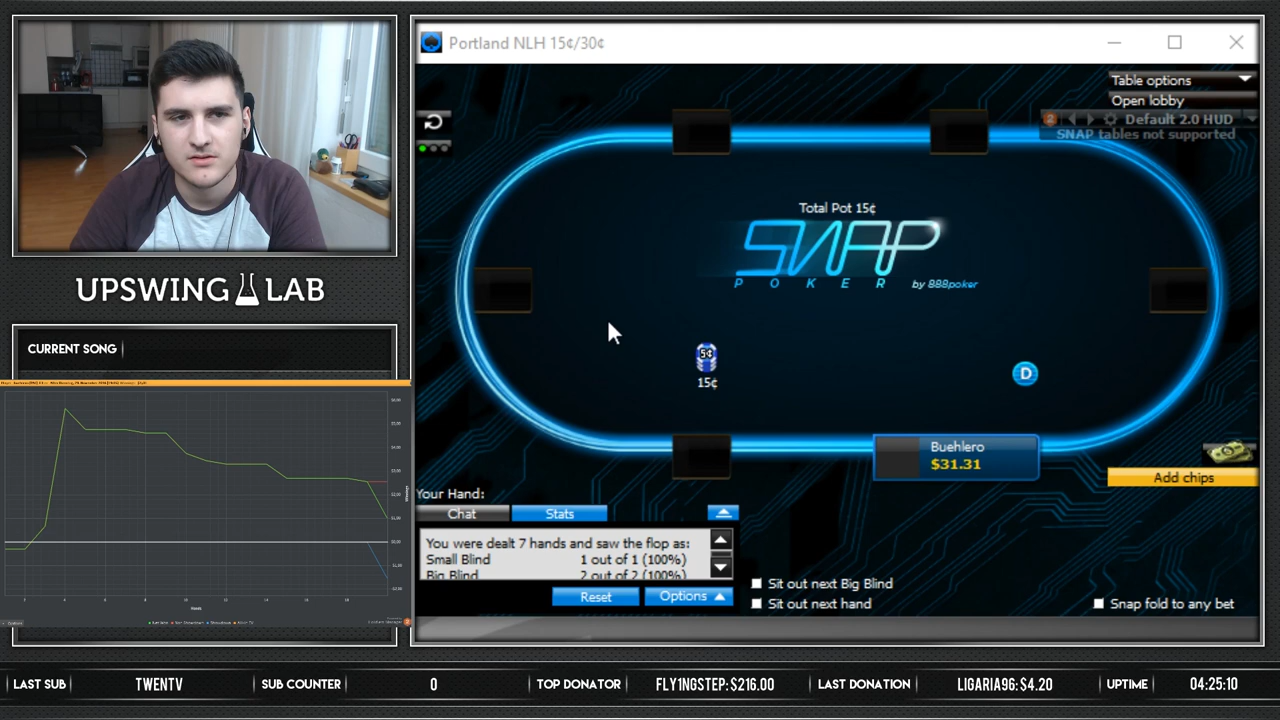 Portland NLH 15¢/30¢
Table options
Open lobby
2
Default 2.0 HUD
SNAP tables not supported
Total Pot 15¢
SNAP
POKER by 888poker
5¢
15¢
D
Buehlero
$31.31
Add chips
Your Hand:
Chat Stats
You were dealt 7 hands and saw the flop as:
Small Blind 1 out of 1 (100%)
Big Blind 2 out of 2 (100%)
Reset Options
Sit out next Big Blind
Sit out next hand
Snap fold to any bet
UPSWING LAB
CURRENT SONG
LAST SUB TWENTV SUB COUNTER 0 TOP DONATOR FLY1NGSTEP: $216.00 LAST DONATION LIGARIA96: $4.20 UPTIME 04:25:10